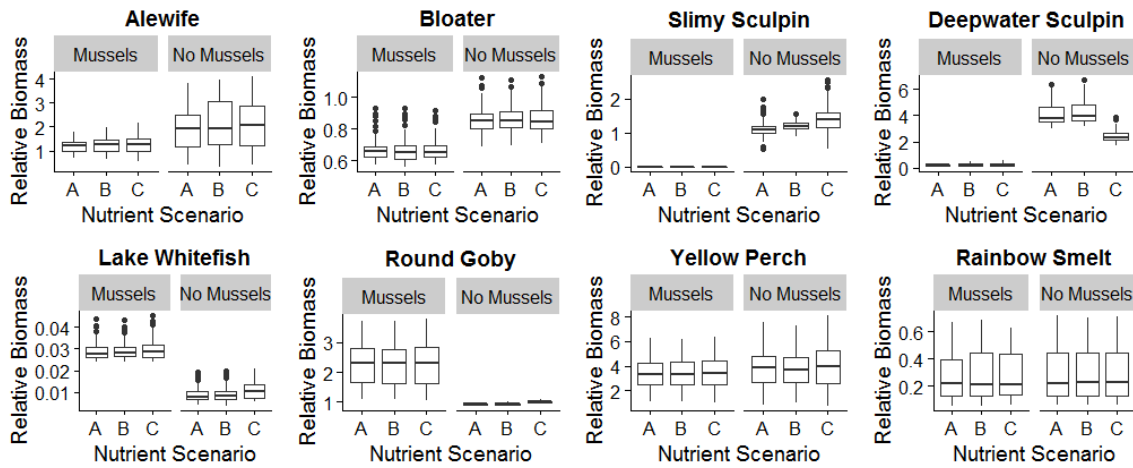 Alewife
Mussels No Mussels
Relative Biomass
4
3
2
1
A B C A B C
Nutrient Scenario
Bloater
Mussels No Mussels
Relative Biomass
1.0
0.8
0.6
A B C A B C
Nutrient Scenario
Slimy Sculpin
Mussels No Mussels
Relative Biomass
2
1
0
A B C A B C
Nutrient Scenario
Deepwater Sculpin
Mussels No Mussels
Relative Biomass
6
4
2
0
A B C A B C
Nutrient Scenario
Lake Whitefish
Mussels No Mussels
Relative Biomass
0.04
0.03
0.02
0.01
A B C A B C
Nutrient Scenario
Round Goby
Mussels No Mussels
Relative Biomass
3
2
1
A B C A B C
Nutrient Scenario
Yellow Perch
Mussels No Mussels
Relative Biomass
8
6
4
2
A B C A B C
Nutrient Scenario
Rainbow Smelt
Mussels No Mussels
Relative Biomass
0.6
0.4
0.2
A B C A B C
Nutrient Scenario